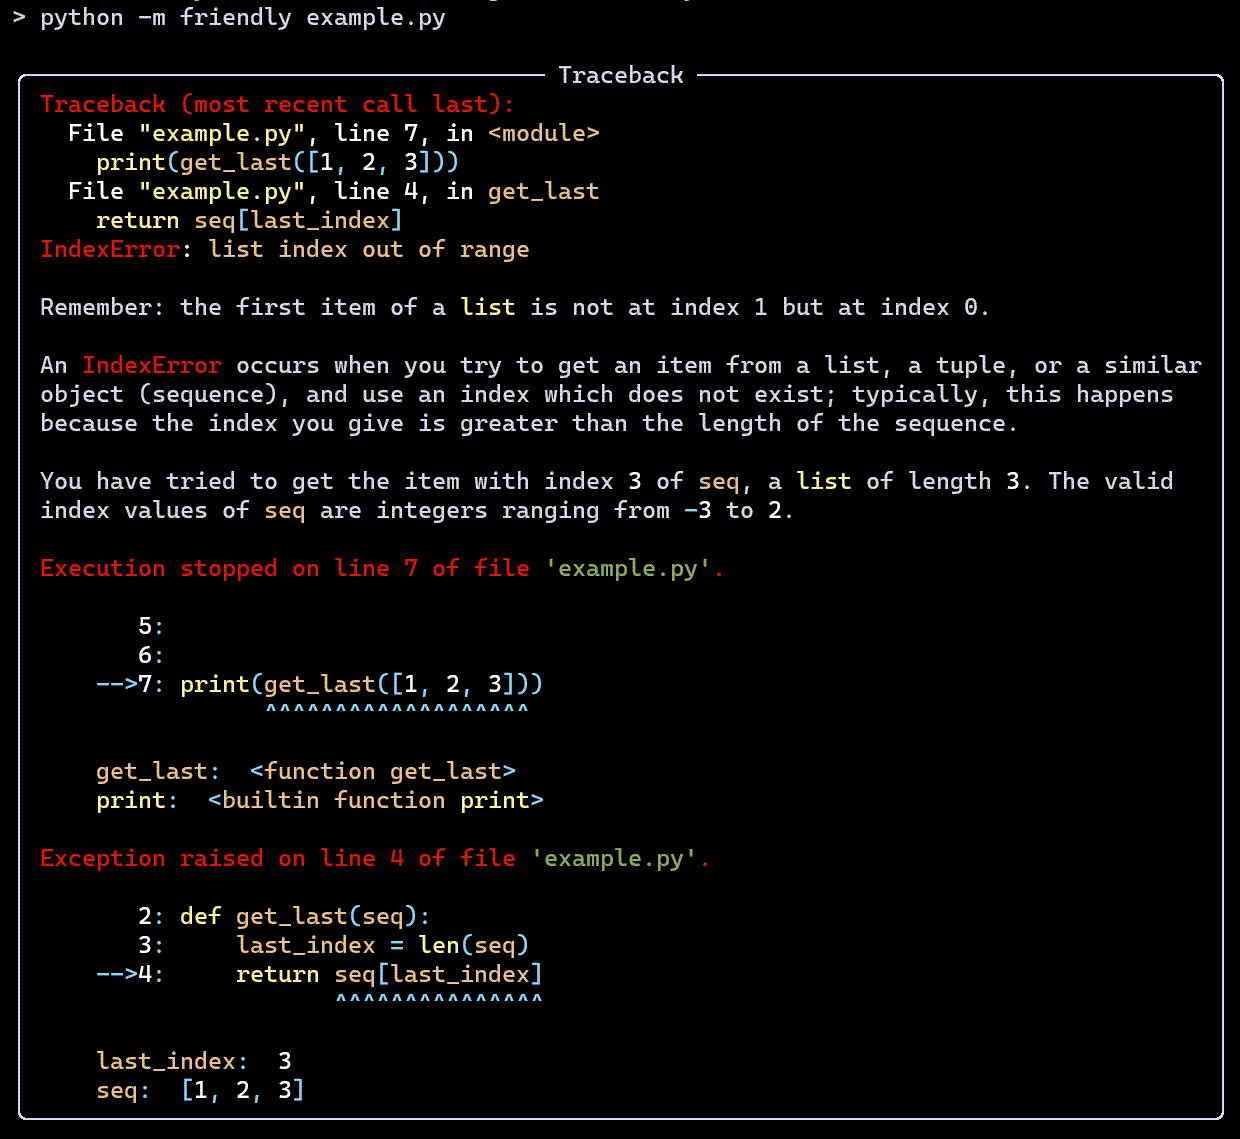 > python -m friendly example.py
Traceback
Traceback (most recent call last):
  File "example.py", line 7, in <module>
    print(get_last([1, 2, 3]))
  File "example.py", line 4, in get_last
    return seq[last_index]
IndexError: list index out of range
Remember: the first item of a list is not at index 1 but at index 0.
An IndexError occurs when you try to get an item from a list, a tuple, or a similar
object (sequence), and use an index which does not exist; typically, this happens
because the index you give is greater than the length of the sequence.
You have tried to get the item with index 3 of seq, a list of length 3. The valid
index values of seq are integers ranging from -3 to 2.
Execution stopped on line 7 of file 'example.py'.
       5:
       6:
    -->7: print(get_last([1, 2, 3]))
                ^^^^^^^^^^^^^^^^^^^
    get_last:  <function get_last>
    print:  <builtin function print>
Exception raised on line 4 of file 'example.py'.
       2: def get_last(seq):
       3:     last_index = len(seq)
    -->4:     return seq[last_index]
                     ^^^^^^^^^^^^^^^
    last_index:  3
    seq:  [1, 2, 3]